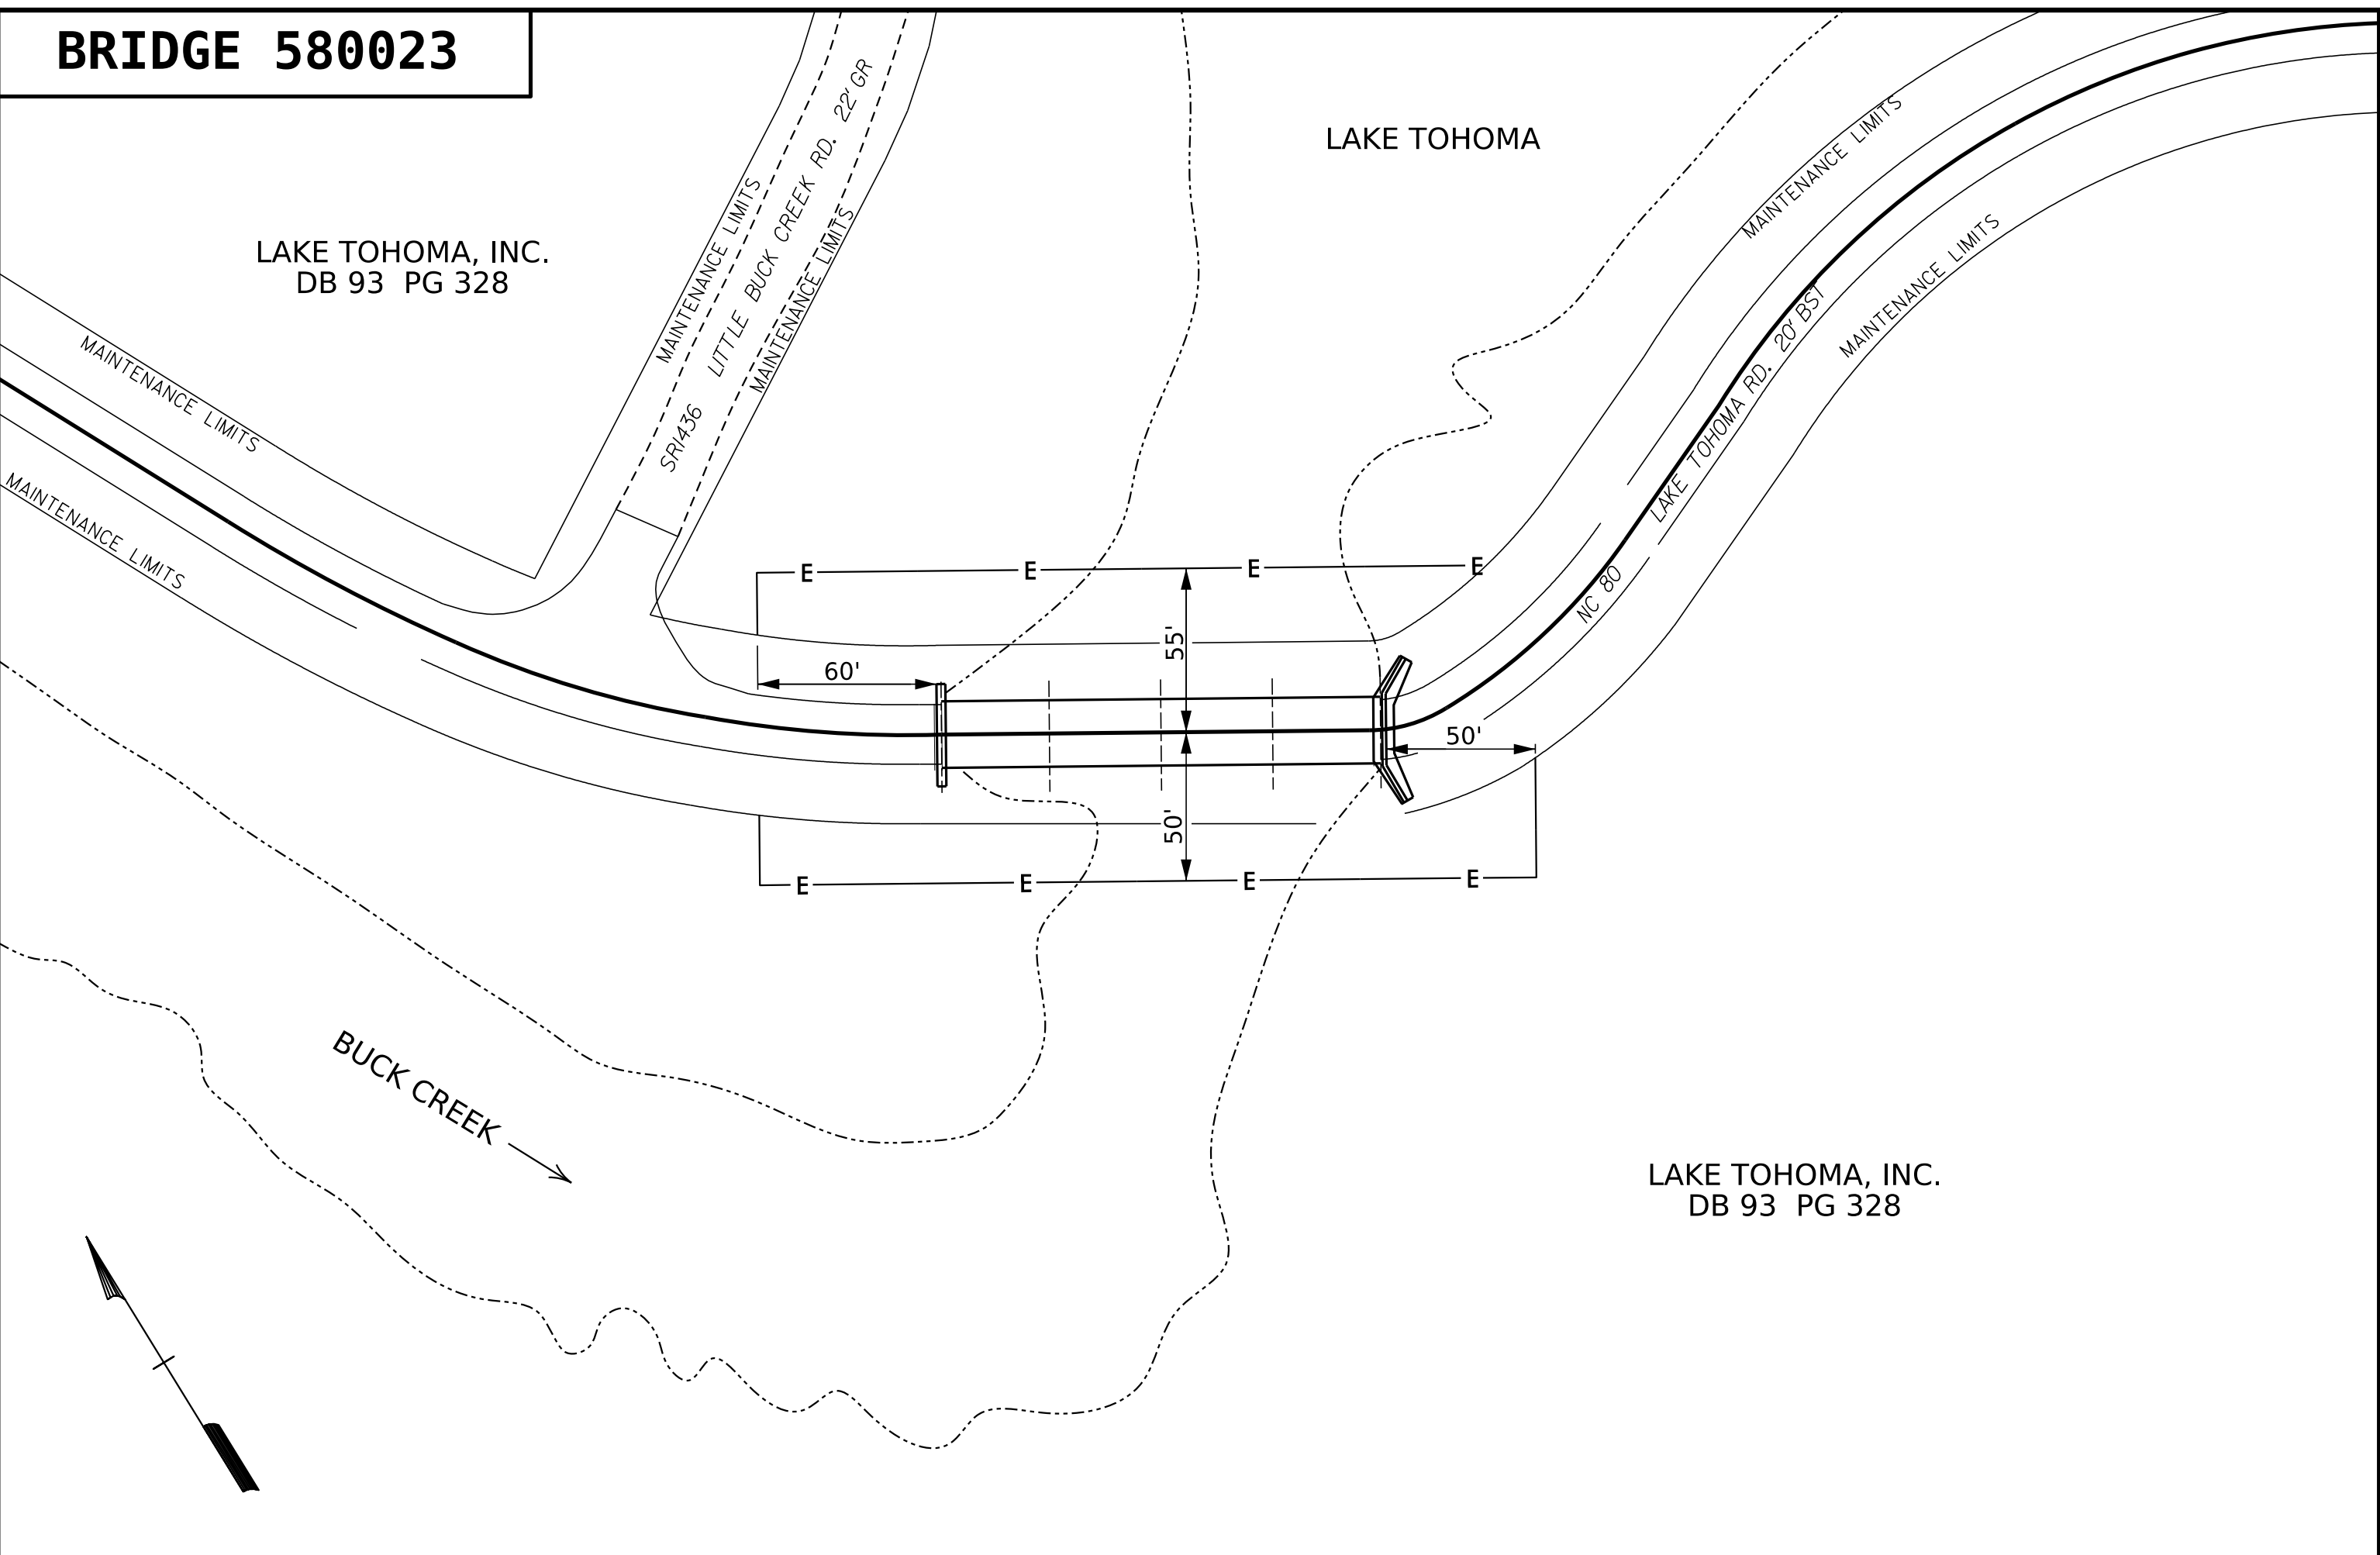 BRIDGE 580023
LAKE TOHOMA
LAKE TOHOMA, INC.
DB 93 PG 328
MAINTENANCE LIMITS
MAINTENANCE LIMITS
MAINTENANCE LIMITS
SR1436 LITTLE BUCK CREEK RD. 22' GR
MAINTENANCE LIMITS
MAINTENANCE LIMITS
MAINTENANCE LIMITS
NC 80 LAKE TOHOMA RD. 20' BST
E E E E
55'
60'
50'
50'
E E E E
BUCK CREEK
LAKE TOHOMA, INC.
DB 93 PG 328